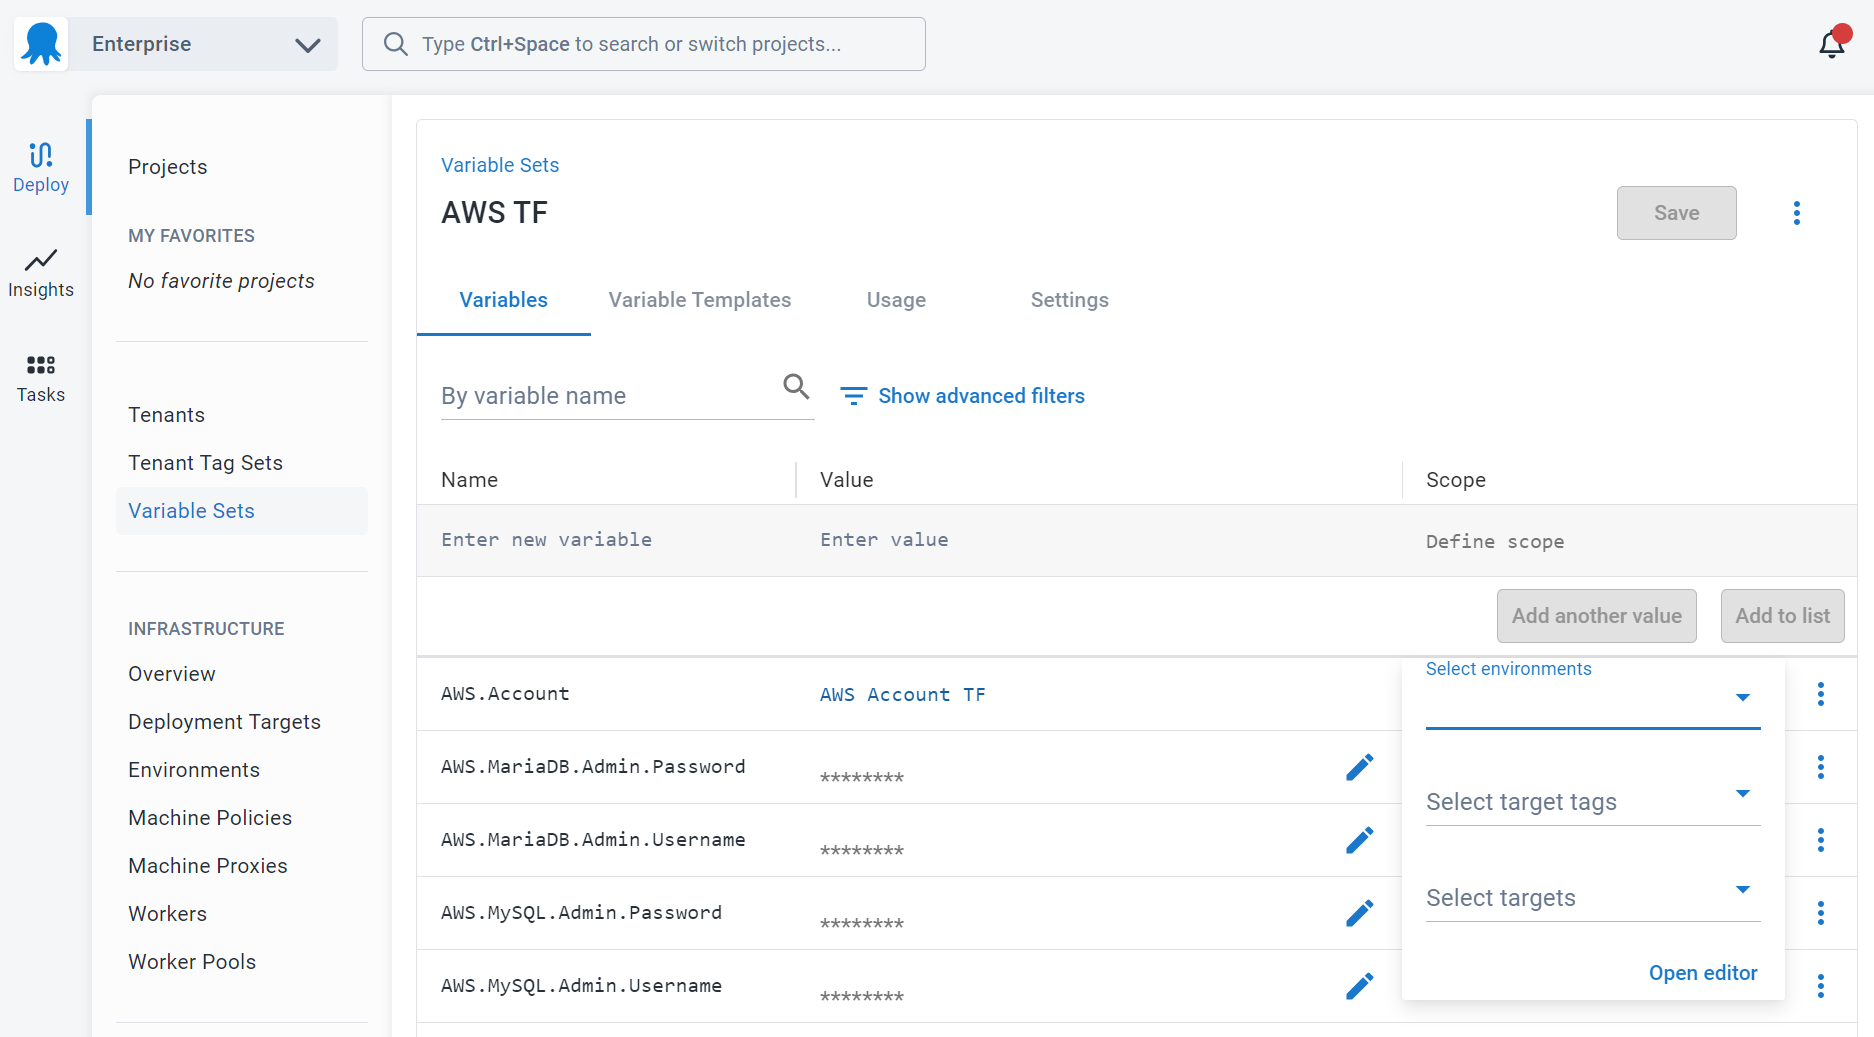 Enterprise
Type Ctrl+Space to search or switch projects...
Deploy
Insights
Tasks
Projects
MY FAVORITES
No favorite projects
Tenants
Tenant Tag Sets
Variable Sets
INFRASTRUCTURE
Overview
Deployment Targets
Environments
Machine Policies
Machine Proxies
Workers
Worker Pools
Variable Sets
AWS TF
Save
Variables Variable Templates Usage Settings
By variable name
Show advanced filters
Name Value Scope
Enter new variable Enter value Define scope
Add another value Add to list
AWS.Account AWS Account TF
AWS.MariaDB.Admin.Password ********
AWS.MariaDB.Admin.Username ********
AWS.MySQL.Admin.Password ********
AWS.MySQL.Admin.Username ********
Select environments
Select target tags
Select targets
Open editor